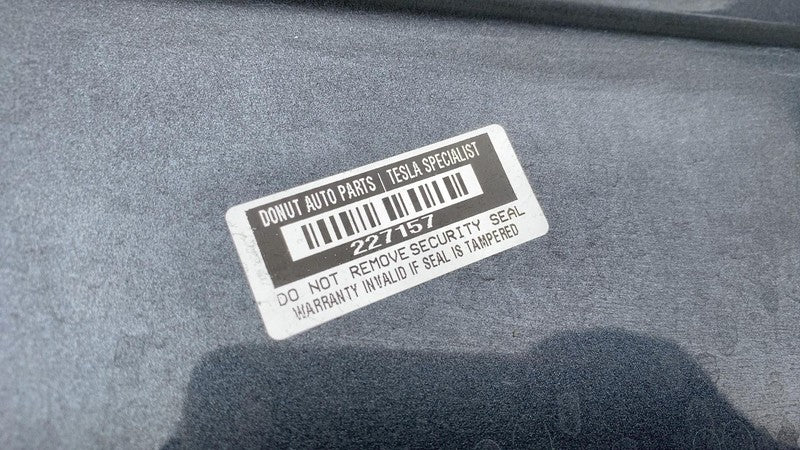 DONUT AUTO PARTS | TESLA SPECIALIST
227157
DO NOT REMOVE SECURITY SEAL
WARRANTY INVALID IF SEAL IS TAMPERED